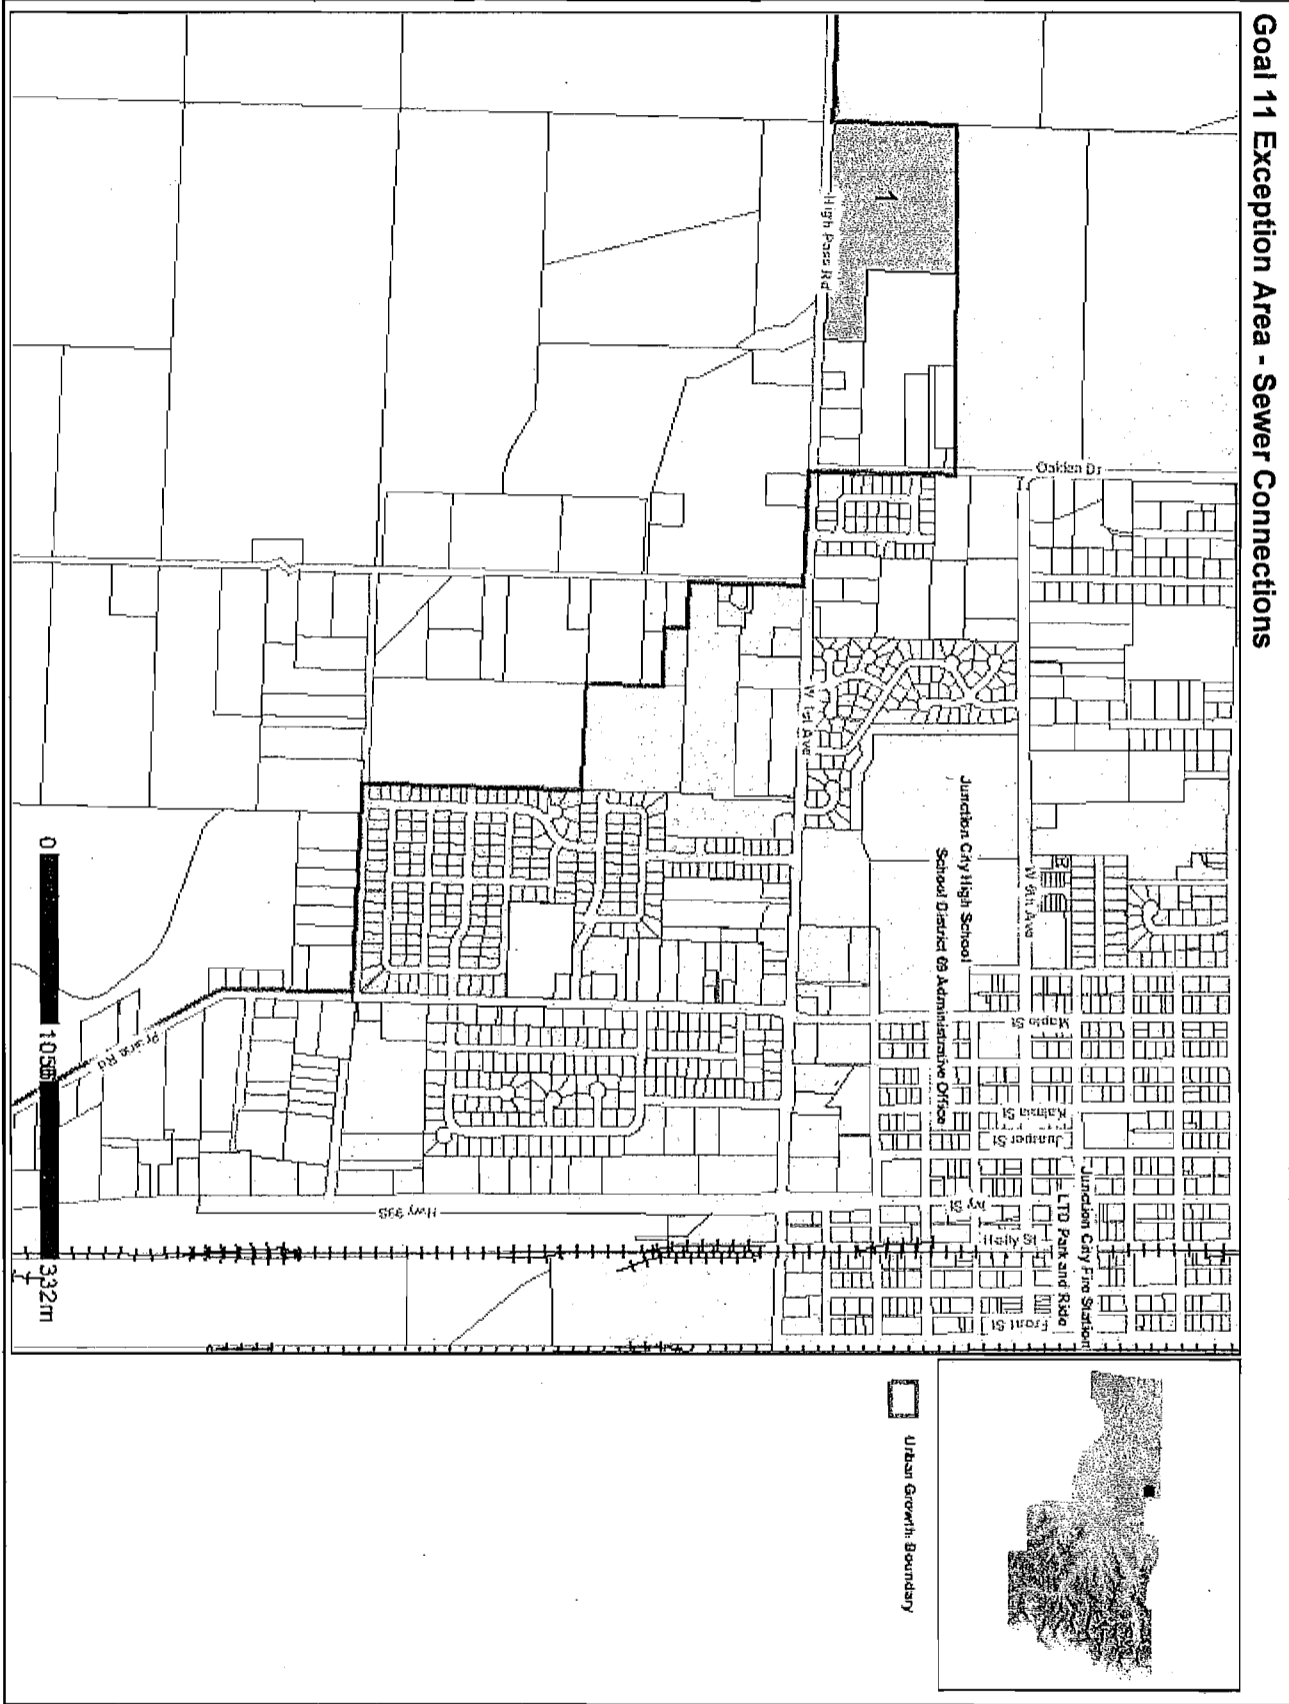 Goal 11 Exception Area - Sewer Connections
1
High Pass Rd
Oaklea Dr
W 1st Ave
W 6th Ave
Junction City High School
School District 69 Administrative Office
Maple St
Kalmia St
Juniper St
Junction City Fire Station
LTD Park and Ride
Ivy St
Holly St
Front St
Hwy 99S
Prairie Rd
0
332m
Urban Growth Boundary